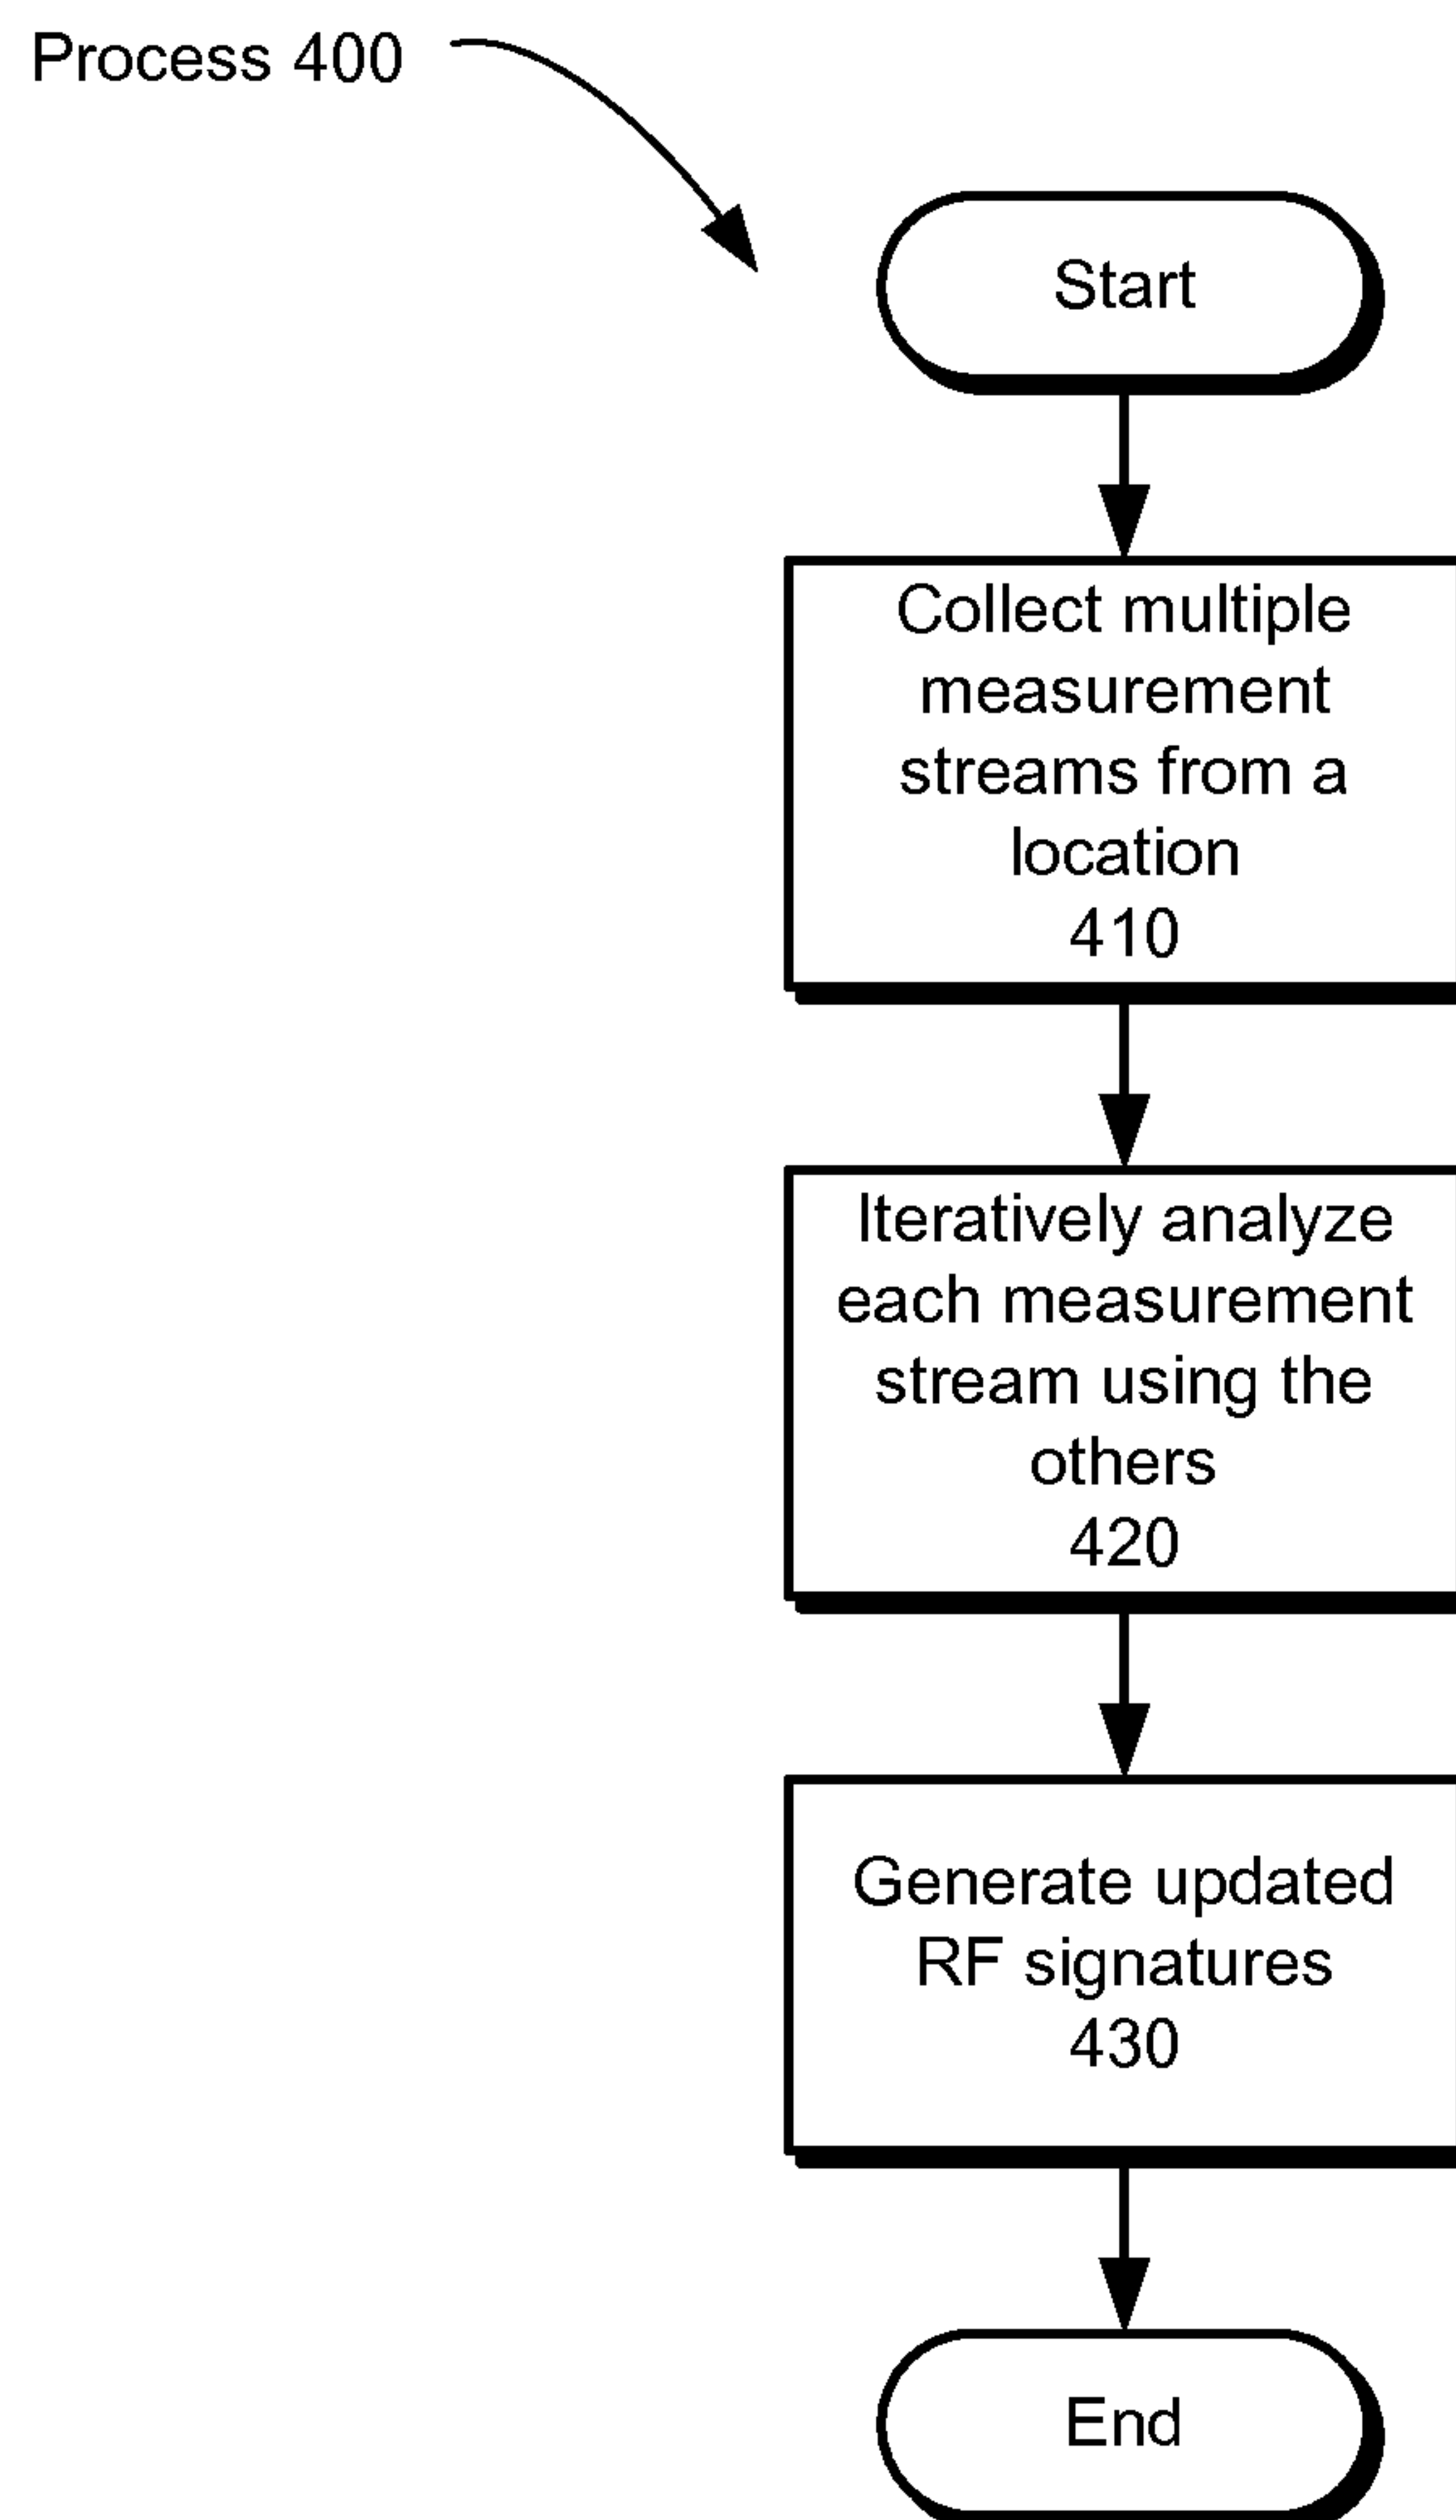 Process 400
Start
Collect multiple
measurement
streams from a
location
410
Iteratively analyze
each measurement
stream using the
others
420
Generate updated
RF signatures
430
End